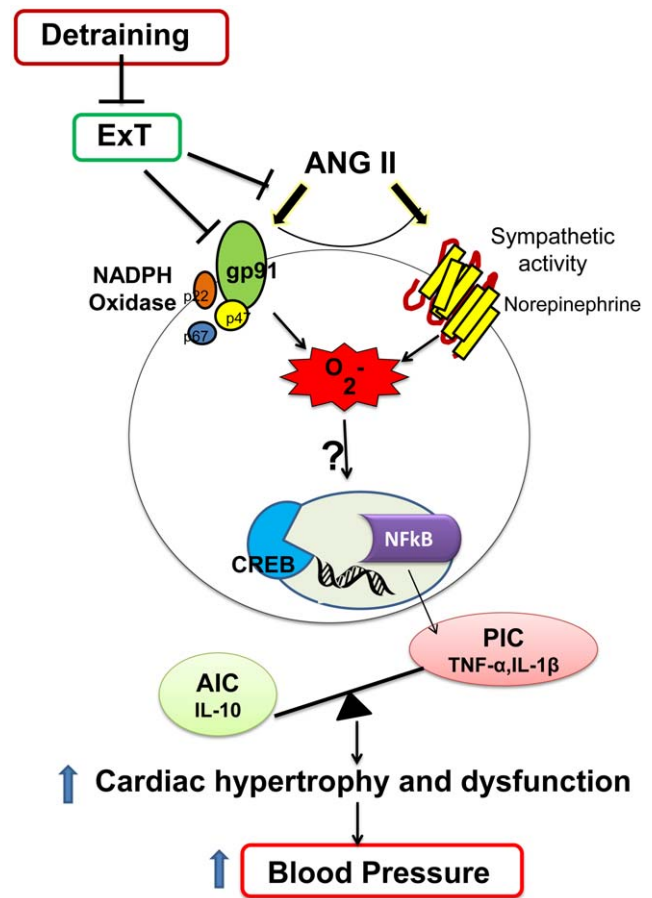 Detraining
ExT
ANG II
Sympathetic
activity
Norepinephrine
NADPH
Oxidase
gp91
p22
p47
p67
O2-
?
CREB
NFkB
PIC
TNF-α,IL-1β
AIC
IL-10
Cardiac hypertrophy and dysfunction
Blood Pressure